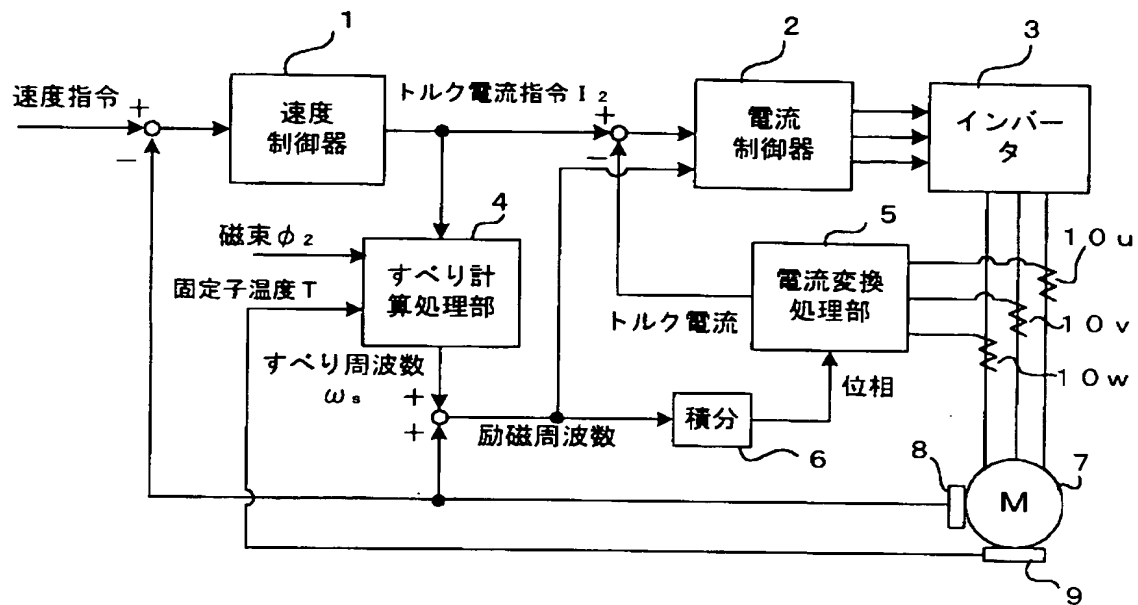 1
2
3
速度指令
+
−
速度
制御器
トルク電流指令 I ₂
+
−
電流
制御器
インバー
タ
4
磁束φ₂
固定子温度T
すべり計
算処理部
5
電流変換
処理部
トルク電流
10u
10v
10w
すべり周波数
ωs
+
+
励磁周波数
積分
6
位相
8
M
7
9